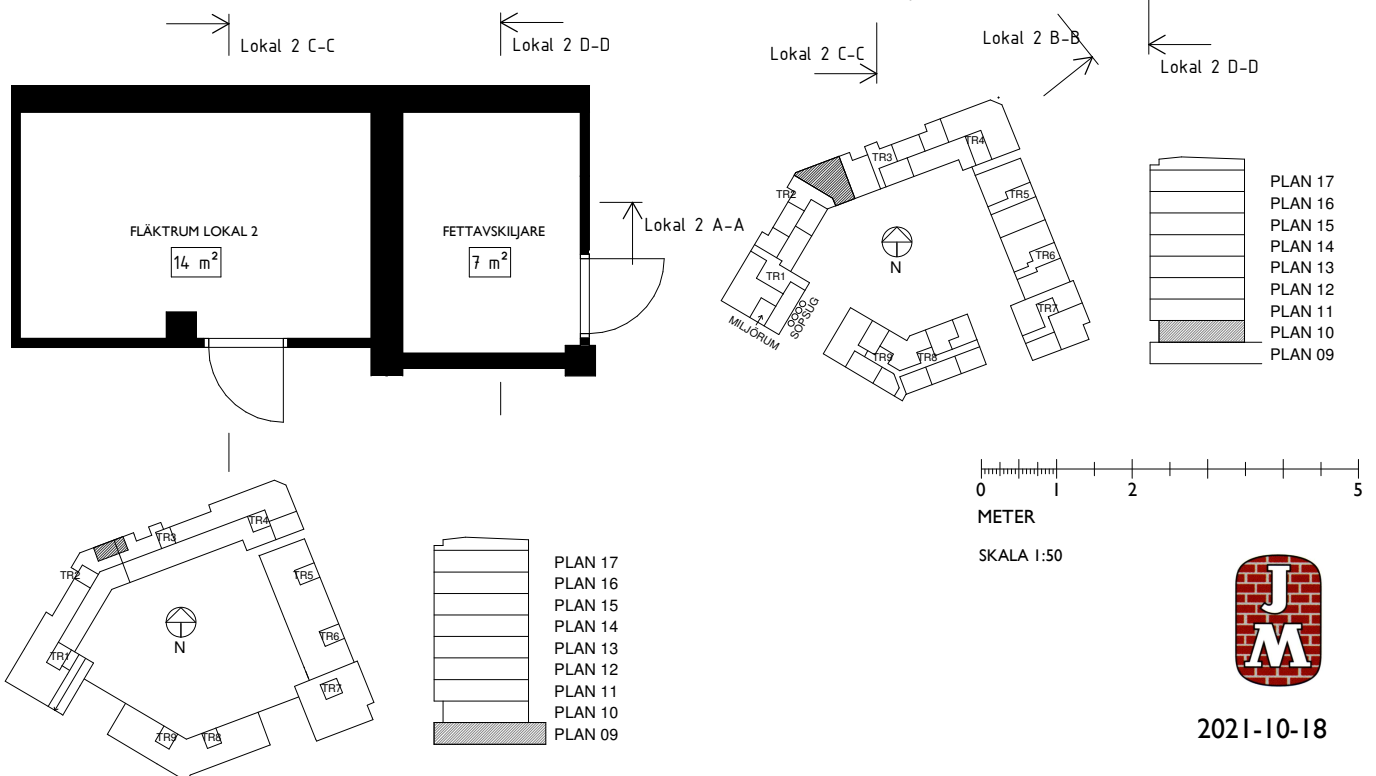 Lokal 2 C-C
Lokal 2 D-D
FLÄKTRUM LOKAL 2
14 m²
FETTAVSKILJARE
7 m²
Lokal 2 A-A
Lokal 2 C-C
Lokal 2 B-B
Lokal 2 D-D
TR3
TR4
TR2
TR5
N
TR1
TR6
MILJÖRUM
SOPSUG
TR7
TR9
TR8
PLAN 17
PLAN 16
PLAN 15
PLAN 14
PLAN 13
PLAN 12
PLAN 11
PLAN 10
PLAN 09
TR4
TR3
TR2
TR5
N
TR6
TR1
TR7
TR9
TR8
PLAN 17
PLAN 16
PLAN 15
PLAN 14
PLAN 13
PLAN 12
PLAN 11
PLAN 10
PLAN 09
0 1 2 5
METER
SKALA 1:50
J
M
2021-10-18